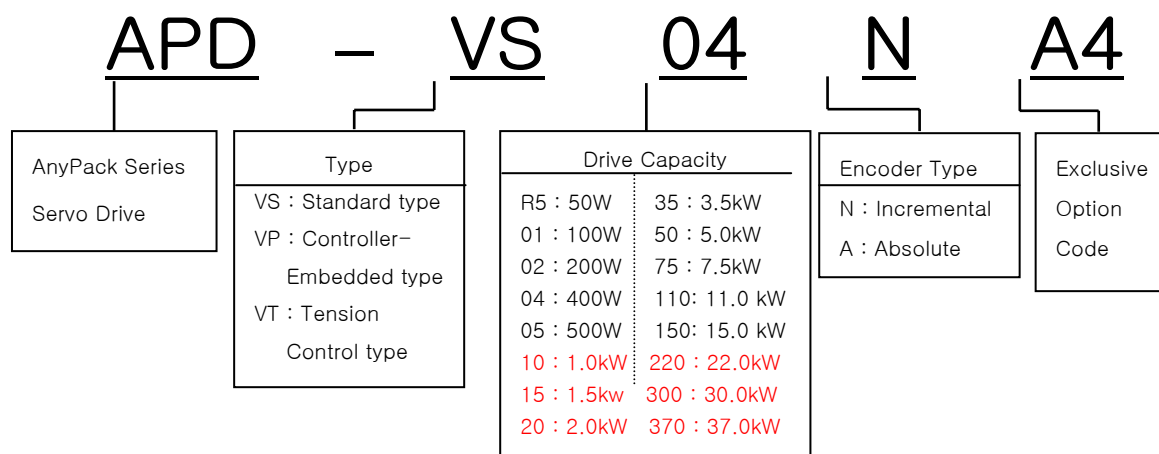 APD - VS 04 N A4
AnyPack Series
Servo Drive
Type
VS : Standard type
VP : Controller-
Embedded type
VT : Tension
Control type
Drive Capacity
R5 : 50W 35 : 3.5kW
01 : 100W 50 : 5.0kW
02 : 200W 75 : 7.5kW
04 : 400W 110: 11.0 kW
05 : 500W 150: 15.0 kW
10 : 1.0kW 220 : 22.0kW
15 : 1.5kw 300 : 30.0kW
20 : 2.0kW 370 : 37.0kW
Encoder Type
N : Incremental
A : Absolute
Exclusive
Option
Code